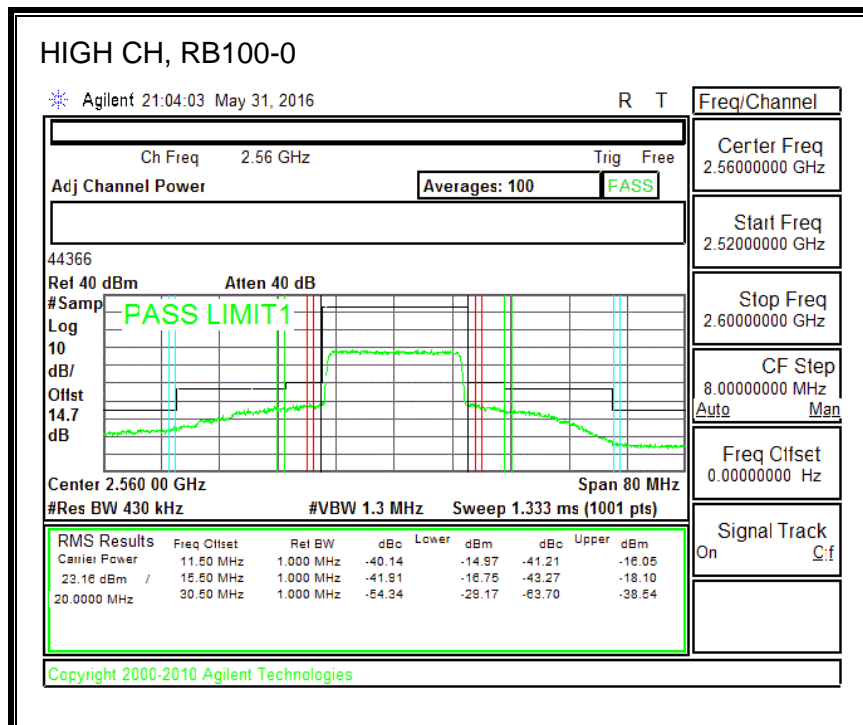 HIGH CH, RB100-0
Agilent 21:04:03 May 31, 2016 R T
Freq/Channel
Ch Freq 2.56 GHz Trig Free
Adj Channel Power Averages: 100 PASS
Center Freq
2.56000000 GHz
Start Freq
2.52000000 GHz
Stop Freq
2.60000000 GHz
CF Step
8.00000000 MHz
Auto Man
Freq Offset
0.00000000 Hz
Signal Track
On Off
44366
Ref 40 dBm Atten 40 dB
#Samp
Log
10
dB/
Offst
14.7
dB
PASS LIMIT1
Center 2.560 00 GHz Span 80 MHz
#Res BW 430 kHz #VBW 1.3 MHz Sweep 1.333 ms (1001 pts)
RMS Results Freq Offset Ref BW dBc Lower dBm dBc Upper dBm
Carrier Power 11.50 MHz 1.000 MHz -40.14 -14.97 -41.21 -16.05
23.16 dBm / 15.50 MHz 1.000 MHz -41.91 -16.75 -43.27 -18.10
20.0000 MHz 30.50 MHz 1.000 MHz -54.34 -29.17 -63.70 -38.54
Copyright 2000-2010 Agilent Technologies